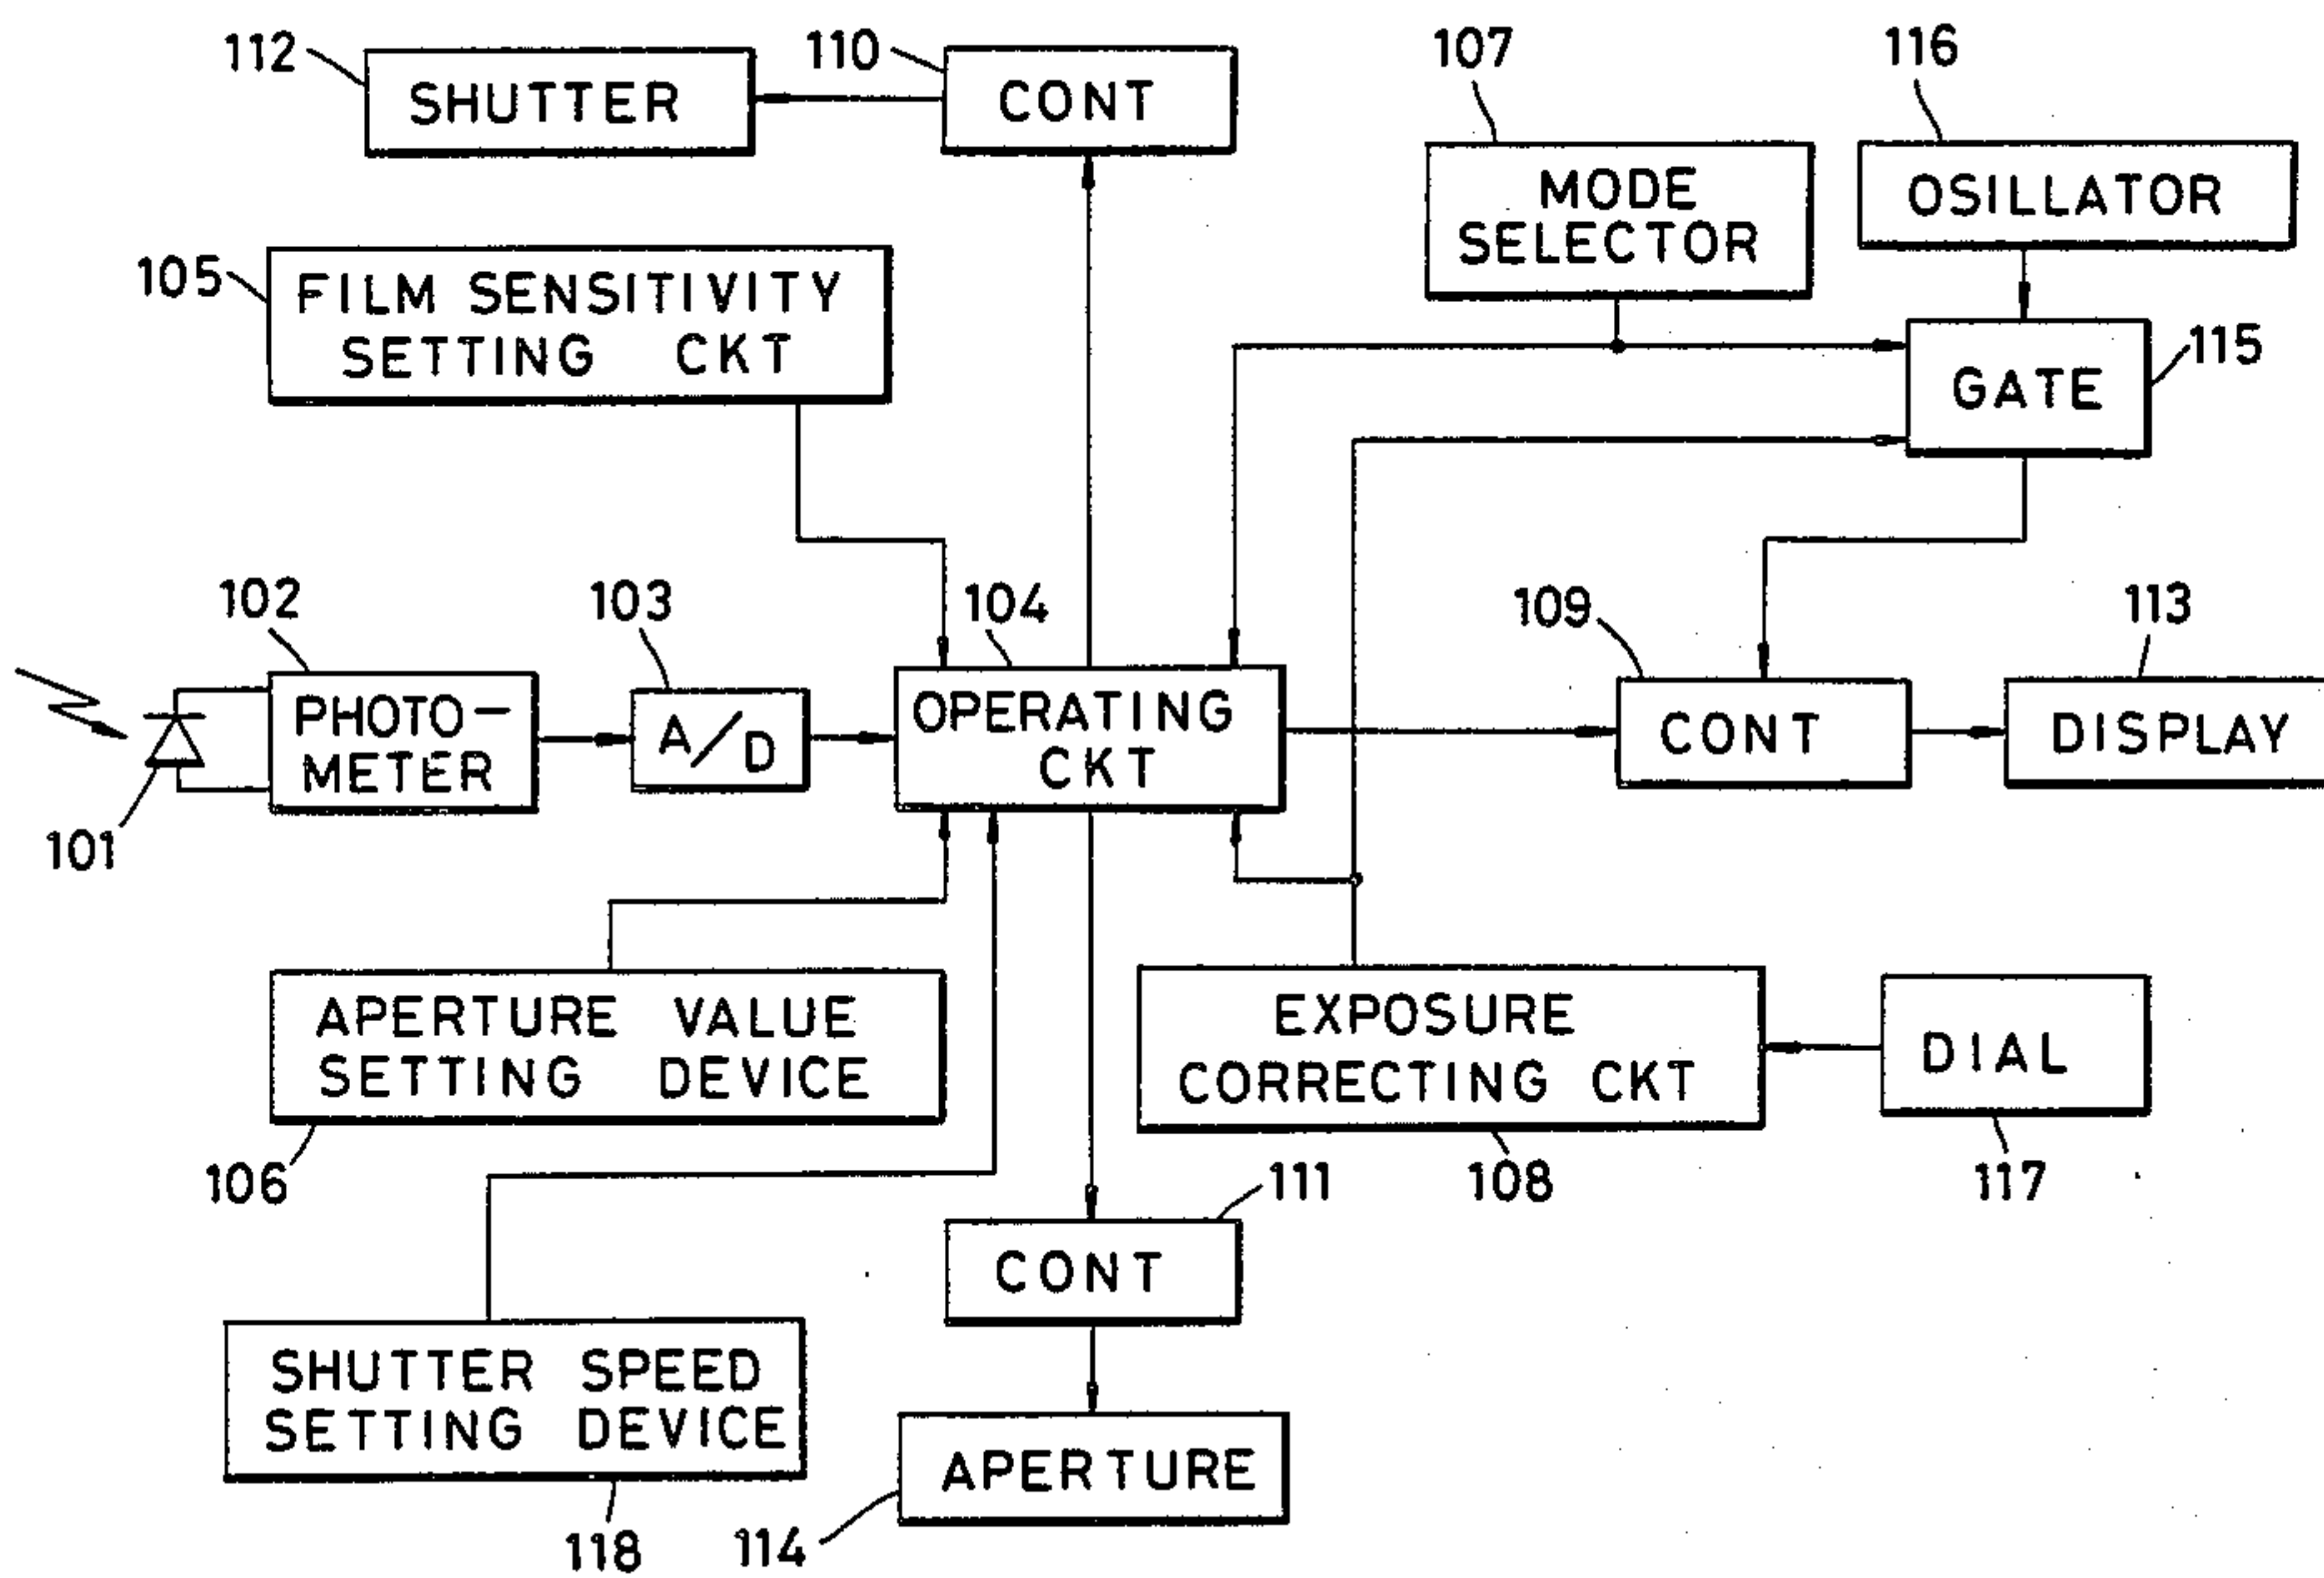 112
SHUTTER
110
CONT
107
MODE
SELECTOR
116
OSILLATOR
105
FILM SENSITIVITY
SETTING CKT
GATE
115
102
PHOTO-
METER
101
103
A/D
104
OPERATING
CKT
109
CONT
113
DISPLAY
APERTURE VALUE
SETTING DEVICE
106
EXPOSURE
CORRECTING CKT
108
DIAL
117
111
CONT
SHUTTER SPEED
SETTING DEVICE
118
114
APERTURE